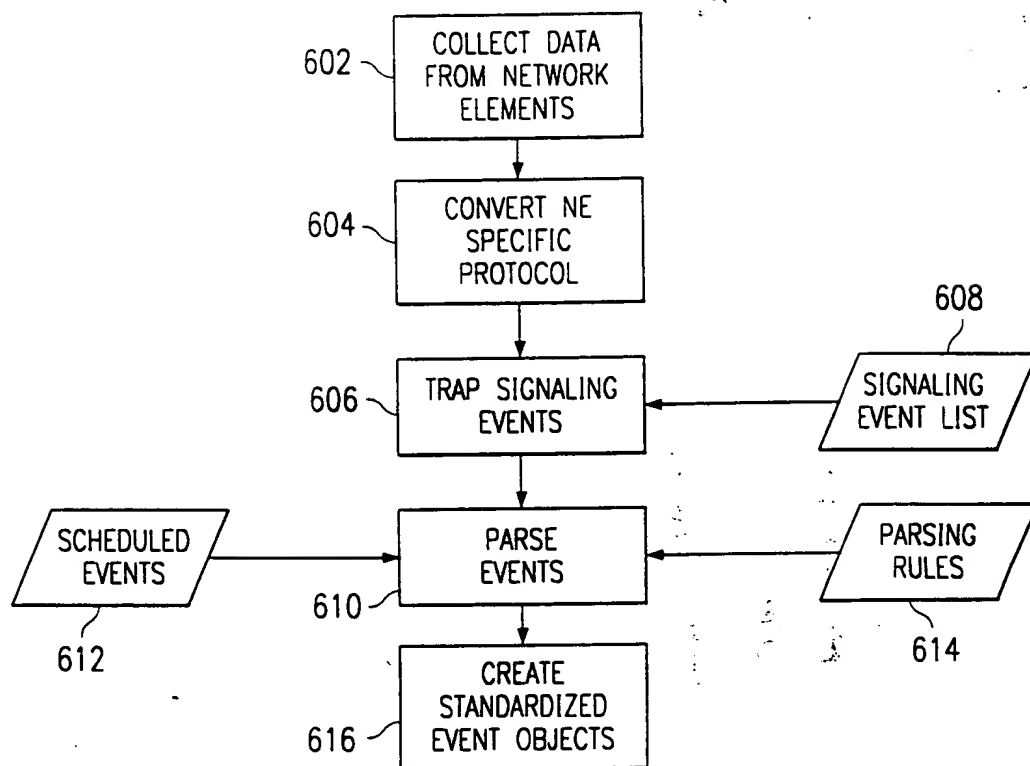 602
COLLECT DATA
FROM NETWORK
ELEMENTS
604
CONVERT NE
SPECIFIC
PROTOCOL
606
TRAP SIGNALING
EVENTS
608
SIGNALING
EVENT LIST
SCHEDULED
EVENTS
612
PARSE
EVENTS
610
PARSING
RULES
614
CREATE
STANDARDIZED
EVENT OBJECTS
616